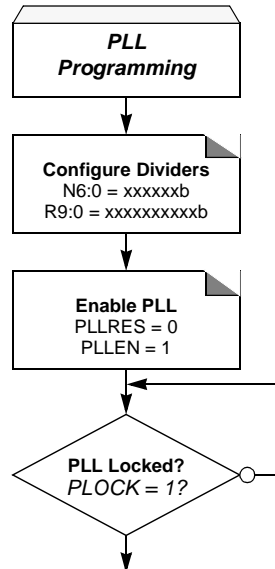 PLL
Programming
Configure Dividers
N6:0 = xxxxxxb
R9:0 = xxxxxxxxxxb
Enable PLL
PLLRES = 0
PLLEN = 1
PLL Locked?
PLOCK = 1?